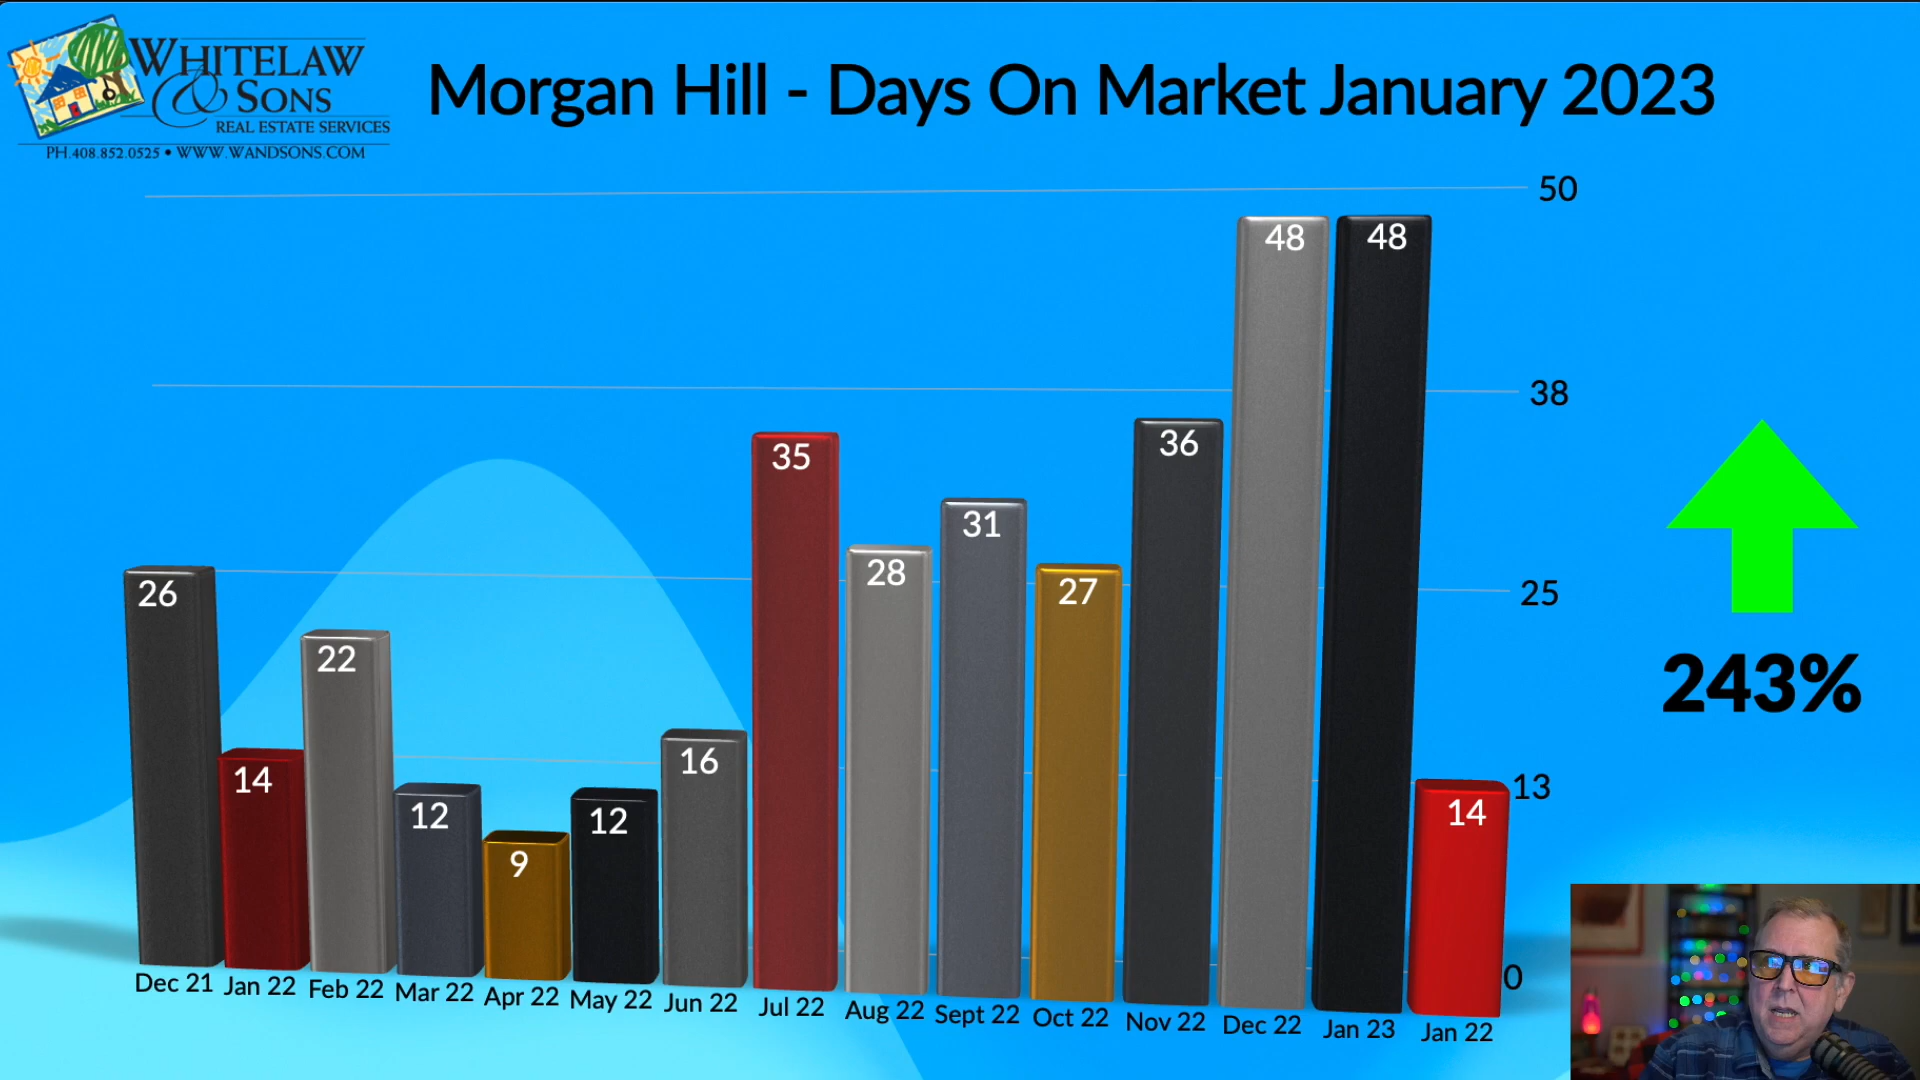 WHITELAW
& SONS
REAL ESTATE SERVICES
PH.408.852.0525 • WWW.WANDSONS.COM
Morgan Hill - Days On Market January 2023
50
38
25
13
0
26
14
22
12
9
12
16
35
28
31
27
36
48
48
14
243%
Dec 21
Jan 22
Feb 22
Mar 22
Apr 22
May 22
Jun 22
Jul 22
Aug 22
Sept 22
Oct 22
Nov 22
Dec 22
Jan 23
Jan 22